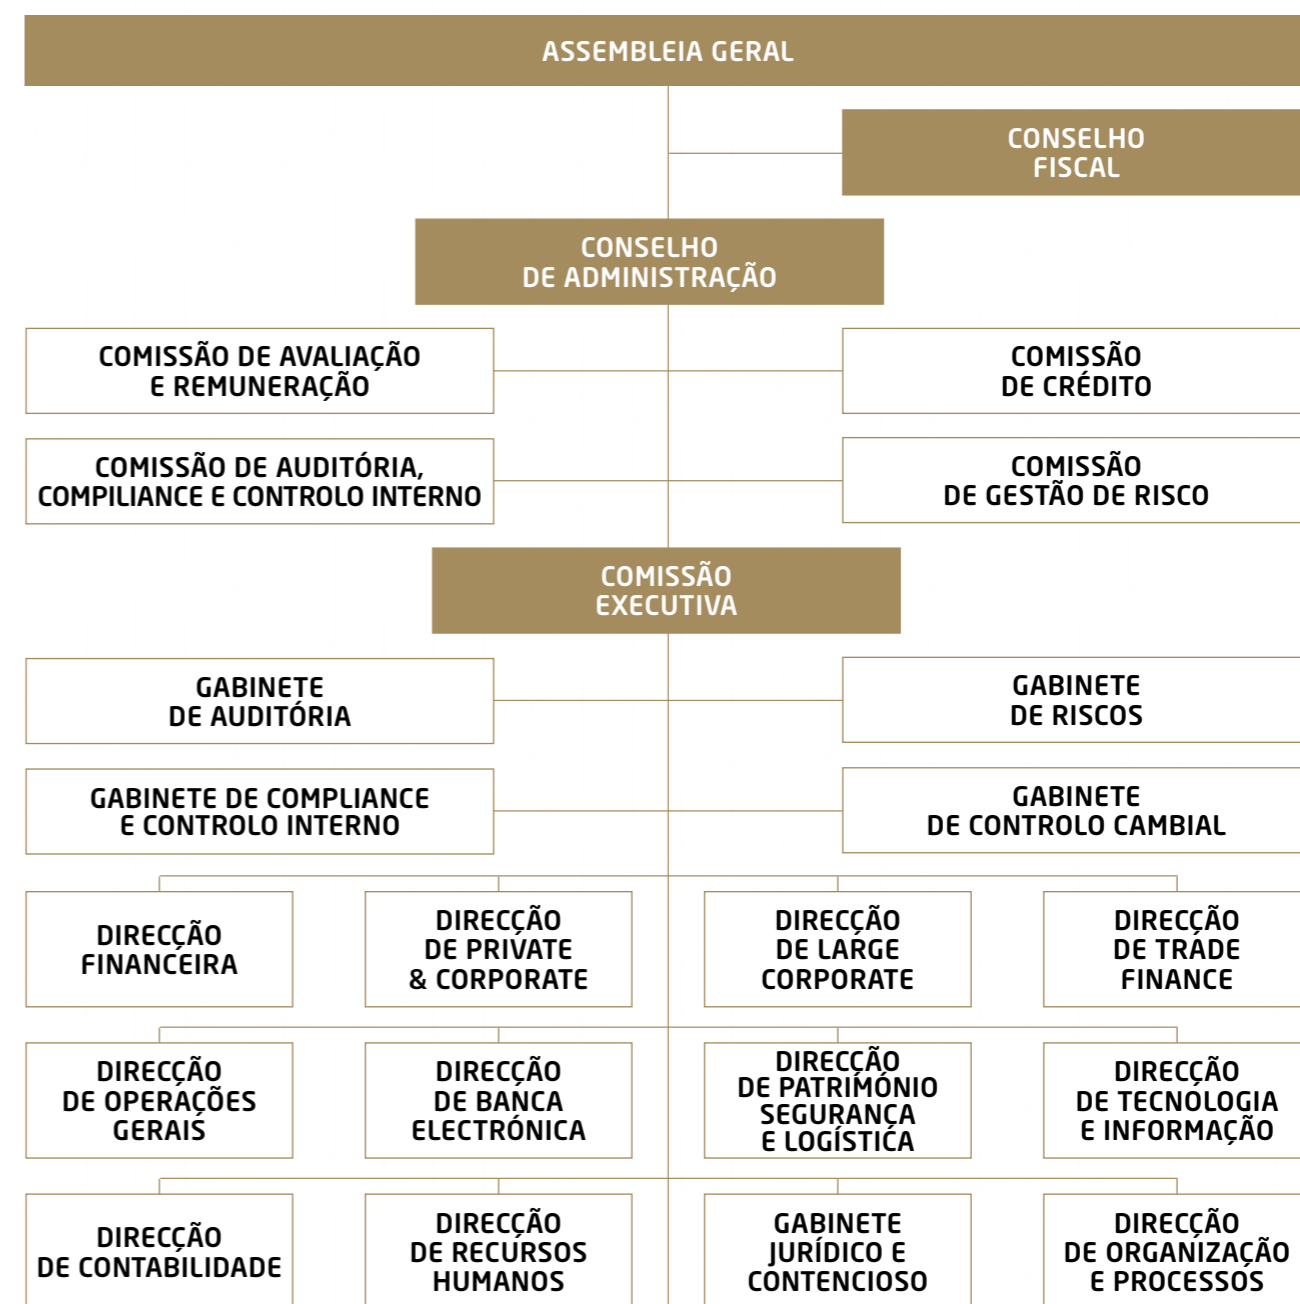 ASSEMBLEIA GERAL
CONSELHO
FISCAL
CONSELHO
DE ADMINISTRAÇÃO
COMISSÃO DE AVALIAÇÃO
E REMUNERAÇÃO
COMISSÃO
DE CRÉDITO
COMISSÃO DE AUDITÓRIA,
COMPILIANCE E CONTROLO INTERNO
COMISSÃO
DE GESTÃO DE RISCO
COMISSÃO
EXECUTIVA
GABINETE
DE AUDITÓRIA
GABINETE
DE RISCOS
GABINETE DE COMPLIANCE
E CONTROLO INTERNO
GABINETE
DE CONTROLO CAMBIAL
DIRECÇÃO
FINANCEIRA
DIRECÇÃO
DE PRIVATE
& CORPORATE
DIRECÇÃO
DE LARGE
CORPORATE
DIRECÇÃO
DE TRADE
FINANCE
DIRECÇÃO
DE OPERAÇÕES
GERAIS
DIRECÇÃO
DE BANCA
ELECTRÓNICA
DIRECÇÃO
DE PATRIMÓNIO
SEGURANÇA
E LOGÍSTICA
DIRECÇÃO
DE TECNOLOGIA
E INFORMAÇÃO
DIRECÇÃO
DE CONTABILIDADE
DIRECÇÃO
DE RECURSOS
HUMANOS
GABINETE
JURÍDICO E
CONTENCIOSO
DIRECÇÃO
DE ORGANIZAÇÃO
E PROCESSOS